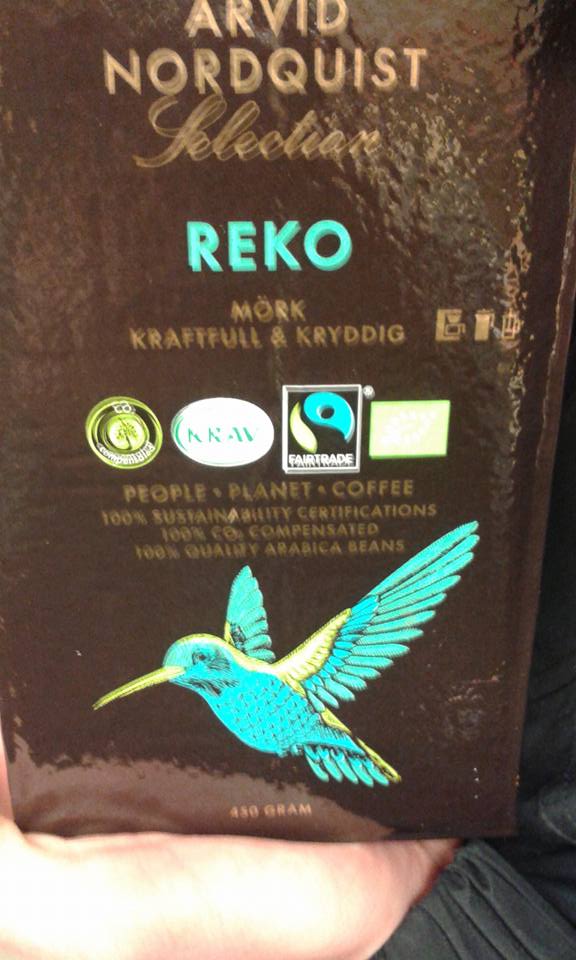 ARVID
NORDQUIST
Selection
REKO
MÖRK
KRAFTFULL & KRYDDIG
CO₂
KRAV
FAIRTRADE
®
PEOPLE • PLANET • COFFEE
100% SUSTAINABILITY CERTIFICATIONS
100% CO₂ COMPENSATED
100% QUALITY ARABICA BEANS
450 GRAM